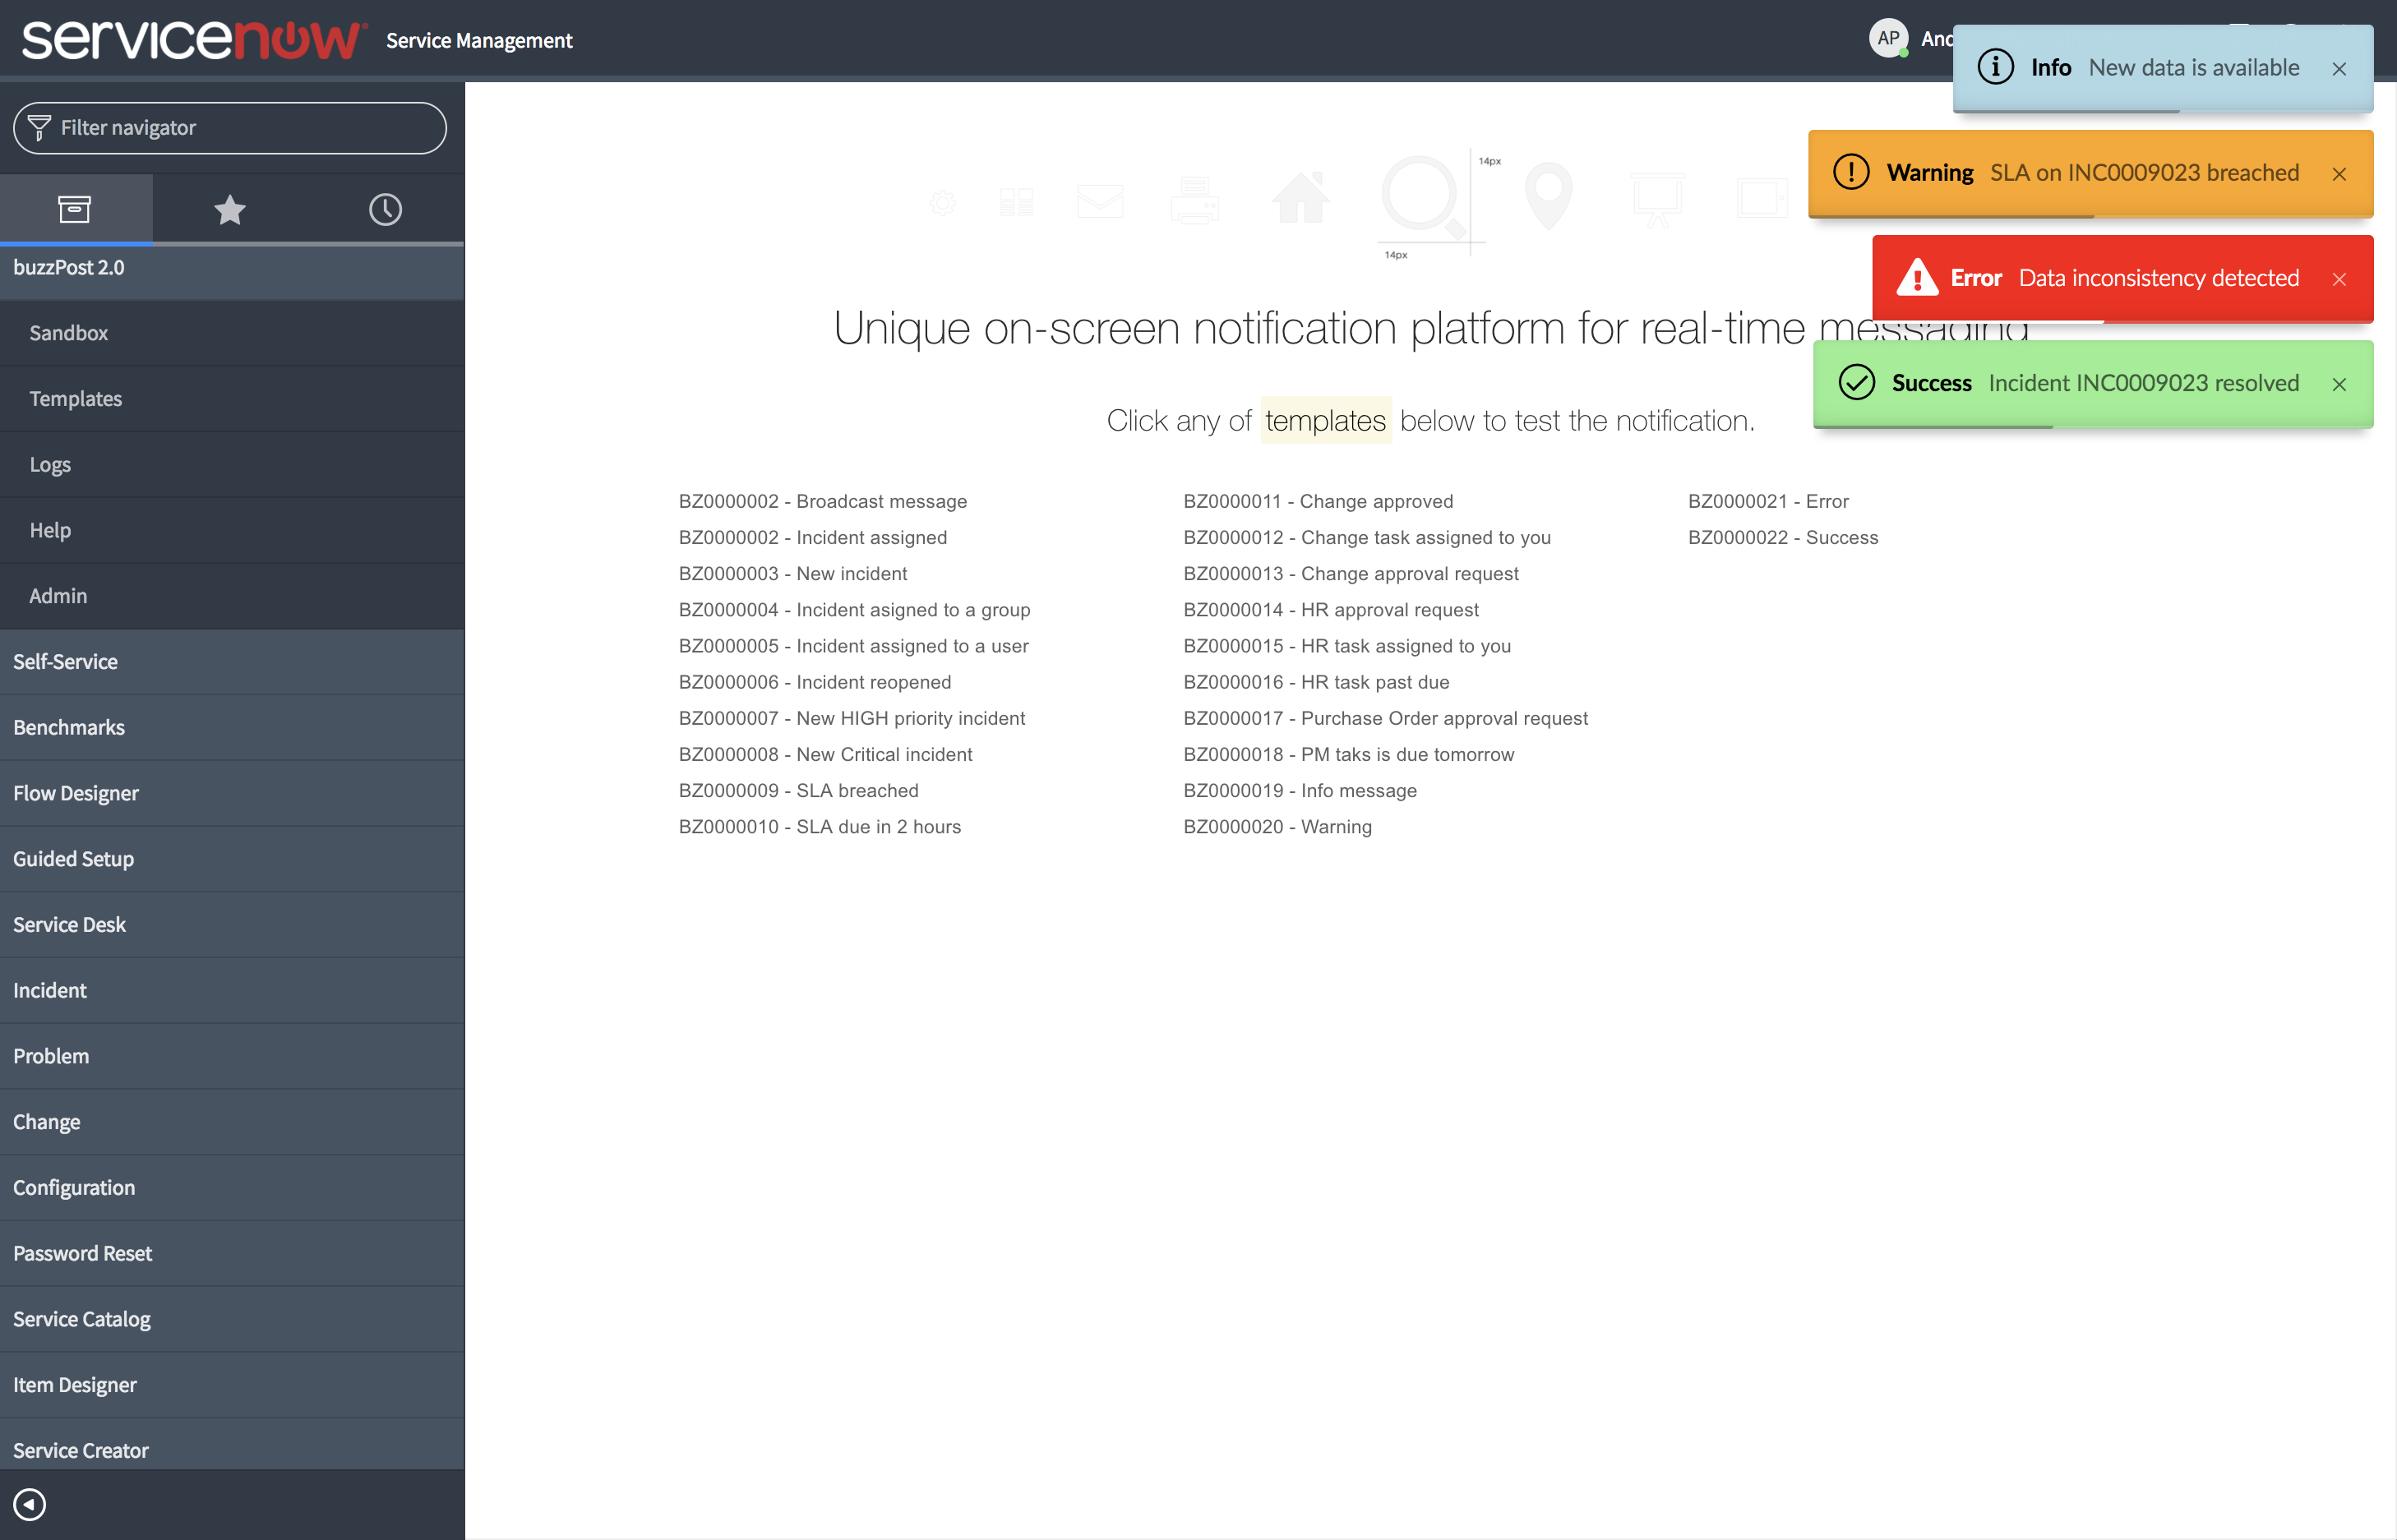 servicenow Service Management
AP And
Info New data is available
Filter navigator
Warning SLA on INC0009023 breached
14px
14px
Error Data inconsistency detected
Success Incident INC0009023 resolved
buzzPost 2.0
Sandbox
Templates
Logs
Help
Admin
Self-Service
Benchmarks
Flow Designer
Guided Setup
Service Desk
Incident
Problem
Change
Configuration
Password Reset
Service Catalog
Item Designer
Service Creator
Unique on-screen notification platform for real-time messaging
Click any of templates below to test the notification.
BZ0000002 - Broadcast message
BZ0000002 - Incident assigned
BZ0000003 - New incident
BZ0000004 - Incident asigned to a group
BZ0000005 - Incident assigned to a user
BZ0000006 - Incident reopened
BZ0000007 - New HIGH priority incident
BZ0000008 - New Critical incident
BZ0000009 - SLA breached
BZ0000010 - SLA due in 2 hours
BZ0000011 - Change approved
BZ0000012 - Change task assigned to you
BZ0000013 - Change approval request
BZ0000014 - HR approval request
BZ0000015 - HR task assigned to you
BZ0000016 - HR task past due
BZ0000017 - Purchase Order approval request
BZ0000018 - PM taks is due tomorrow
BZ0000019 - Info message
BZ0000020 - Warning
BZ0000021 - Error
BZ0000022 - Success